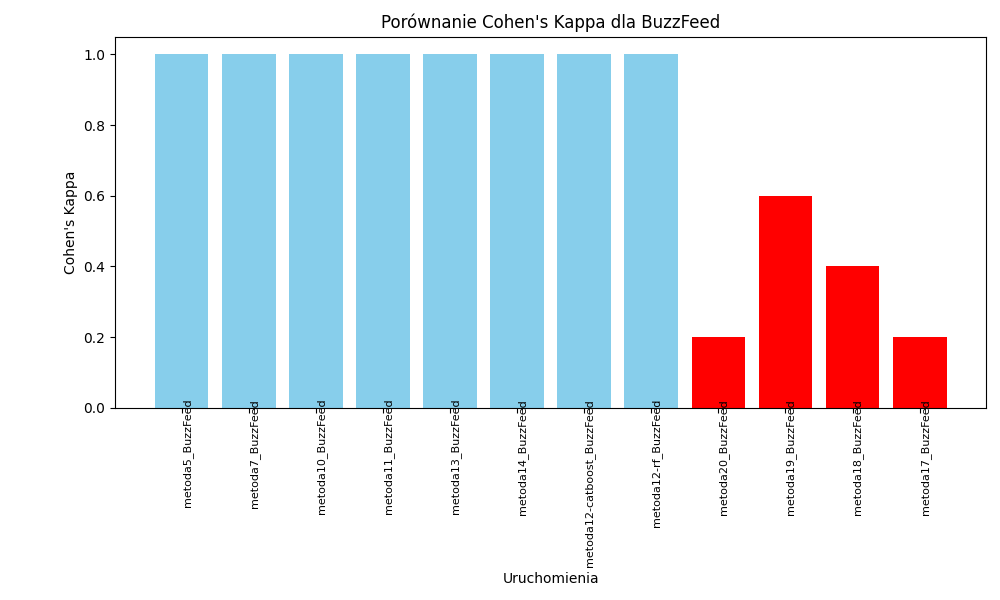 Porównanie Cohen's Kappa dla BuzzFeed
Cohen's Kappa
1.0
0.8
0.6
0.4
0.2
0.0
metoda5_BuzzFeed
metoda7_BuzzFeed
metoda10_BuzzFeed
metoda11_BuzzFeed
metoda13_BuzzFeed
metoda14_BuzzFeed
metoda12-catboost_BuzzFeed
metoda12-rf_BuzzFeed
metoda20_BuzzFeed
metoda19_BuzzFeed
metoda18_BuzzFeed
metoda17_BuzzFeed
Uruchomienia